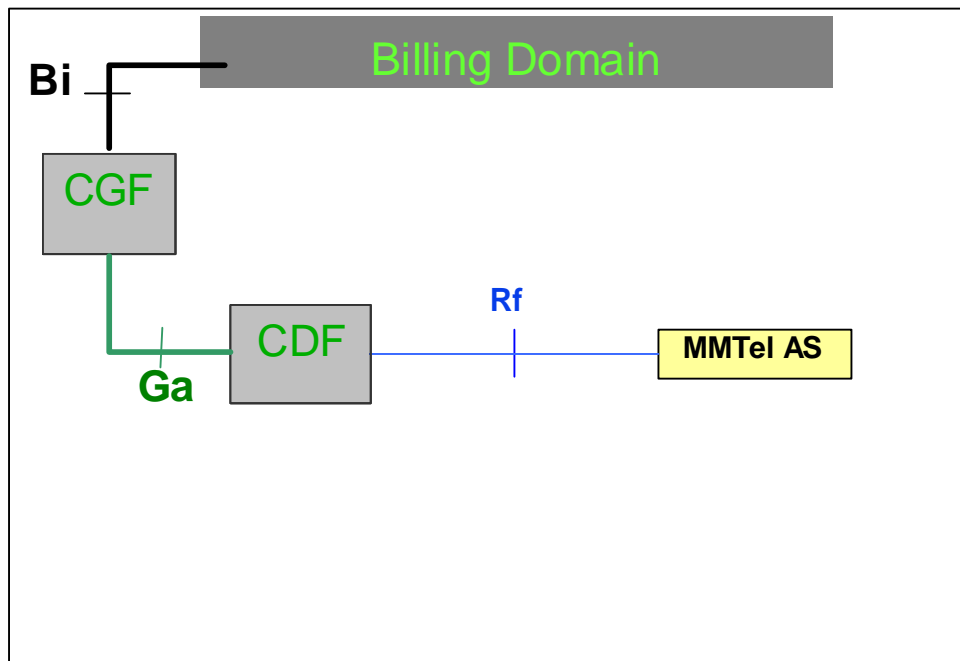 Billing Domain
Bi
CGF
Rf
CDF
MMTel AS
Ga